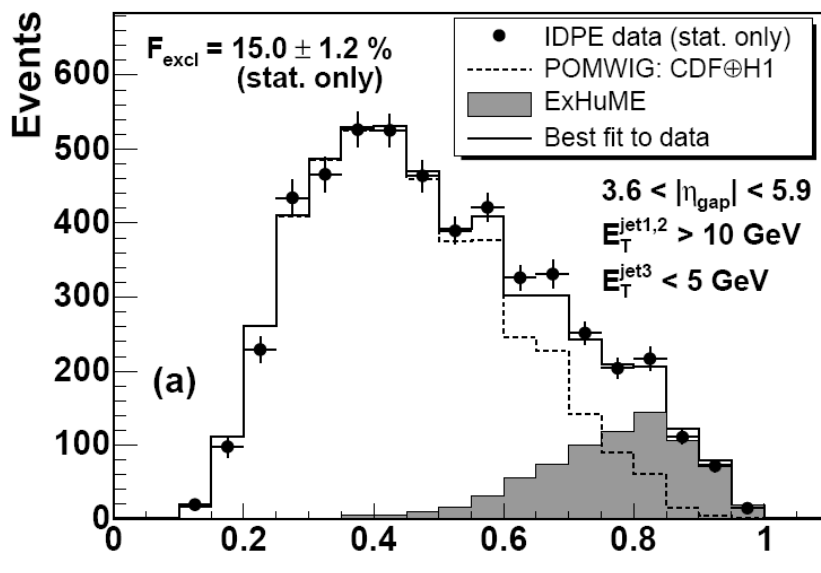 Events
600
500
400
300
200
100
0
F_excl = 15.0 ± 1.2 %
(stat. only)
IDPE data (stat. only)
POMWIG: CDF⊕H1
ExHuME
Best fit to data
3.6 < |η_gap| < 5.9
E_T^jet1,2 > 10 GeV
E_T^jet3 < 5 GeV
(a)
0 0.2 0.4 0.6 0.8 1